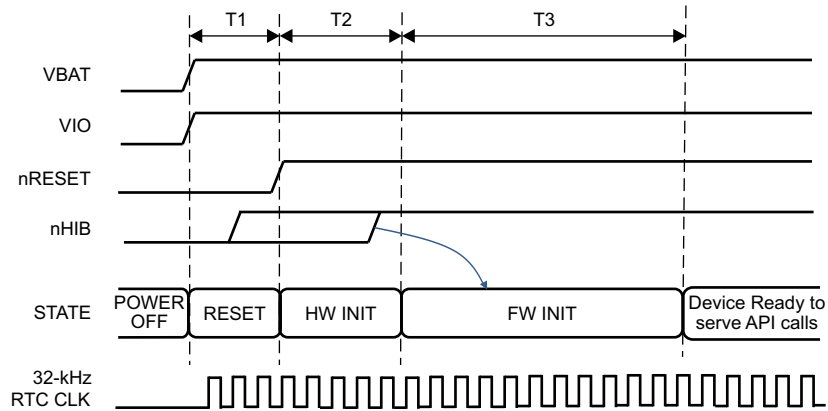 T1
T2
T3
VBAT
VIO
nRESET
nHIB
STATE
POWER
OFF
RESET
HW INIT
FW INIT
Device Ready to
serve API calls
32-kHz
RTC CLK